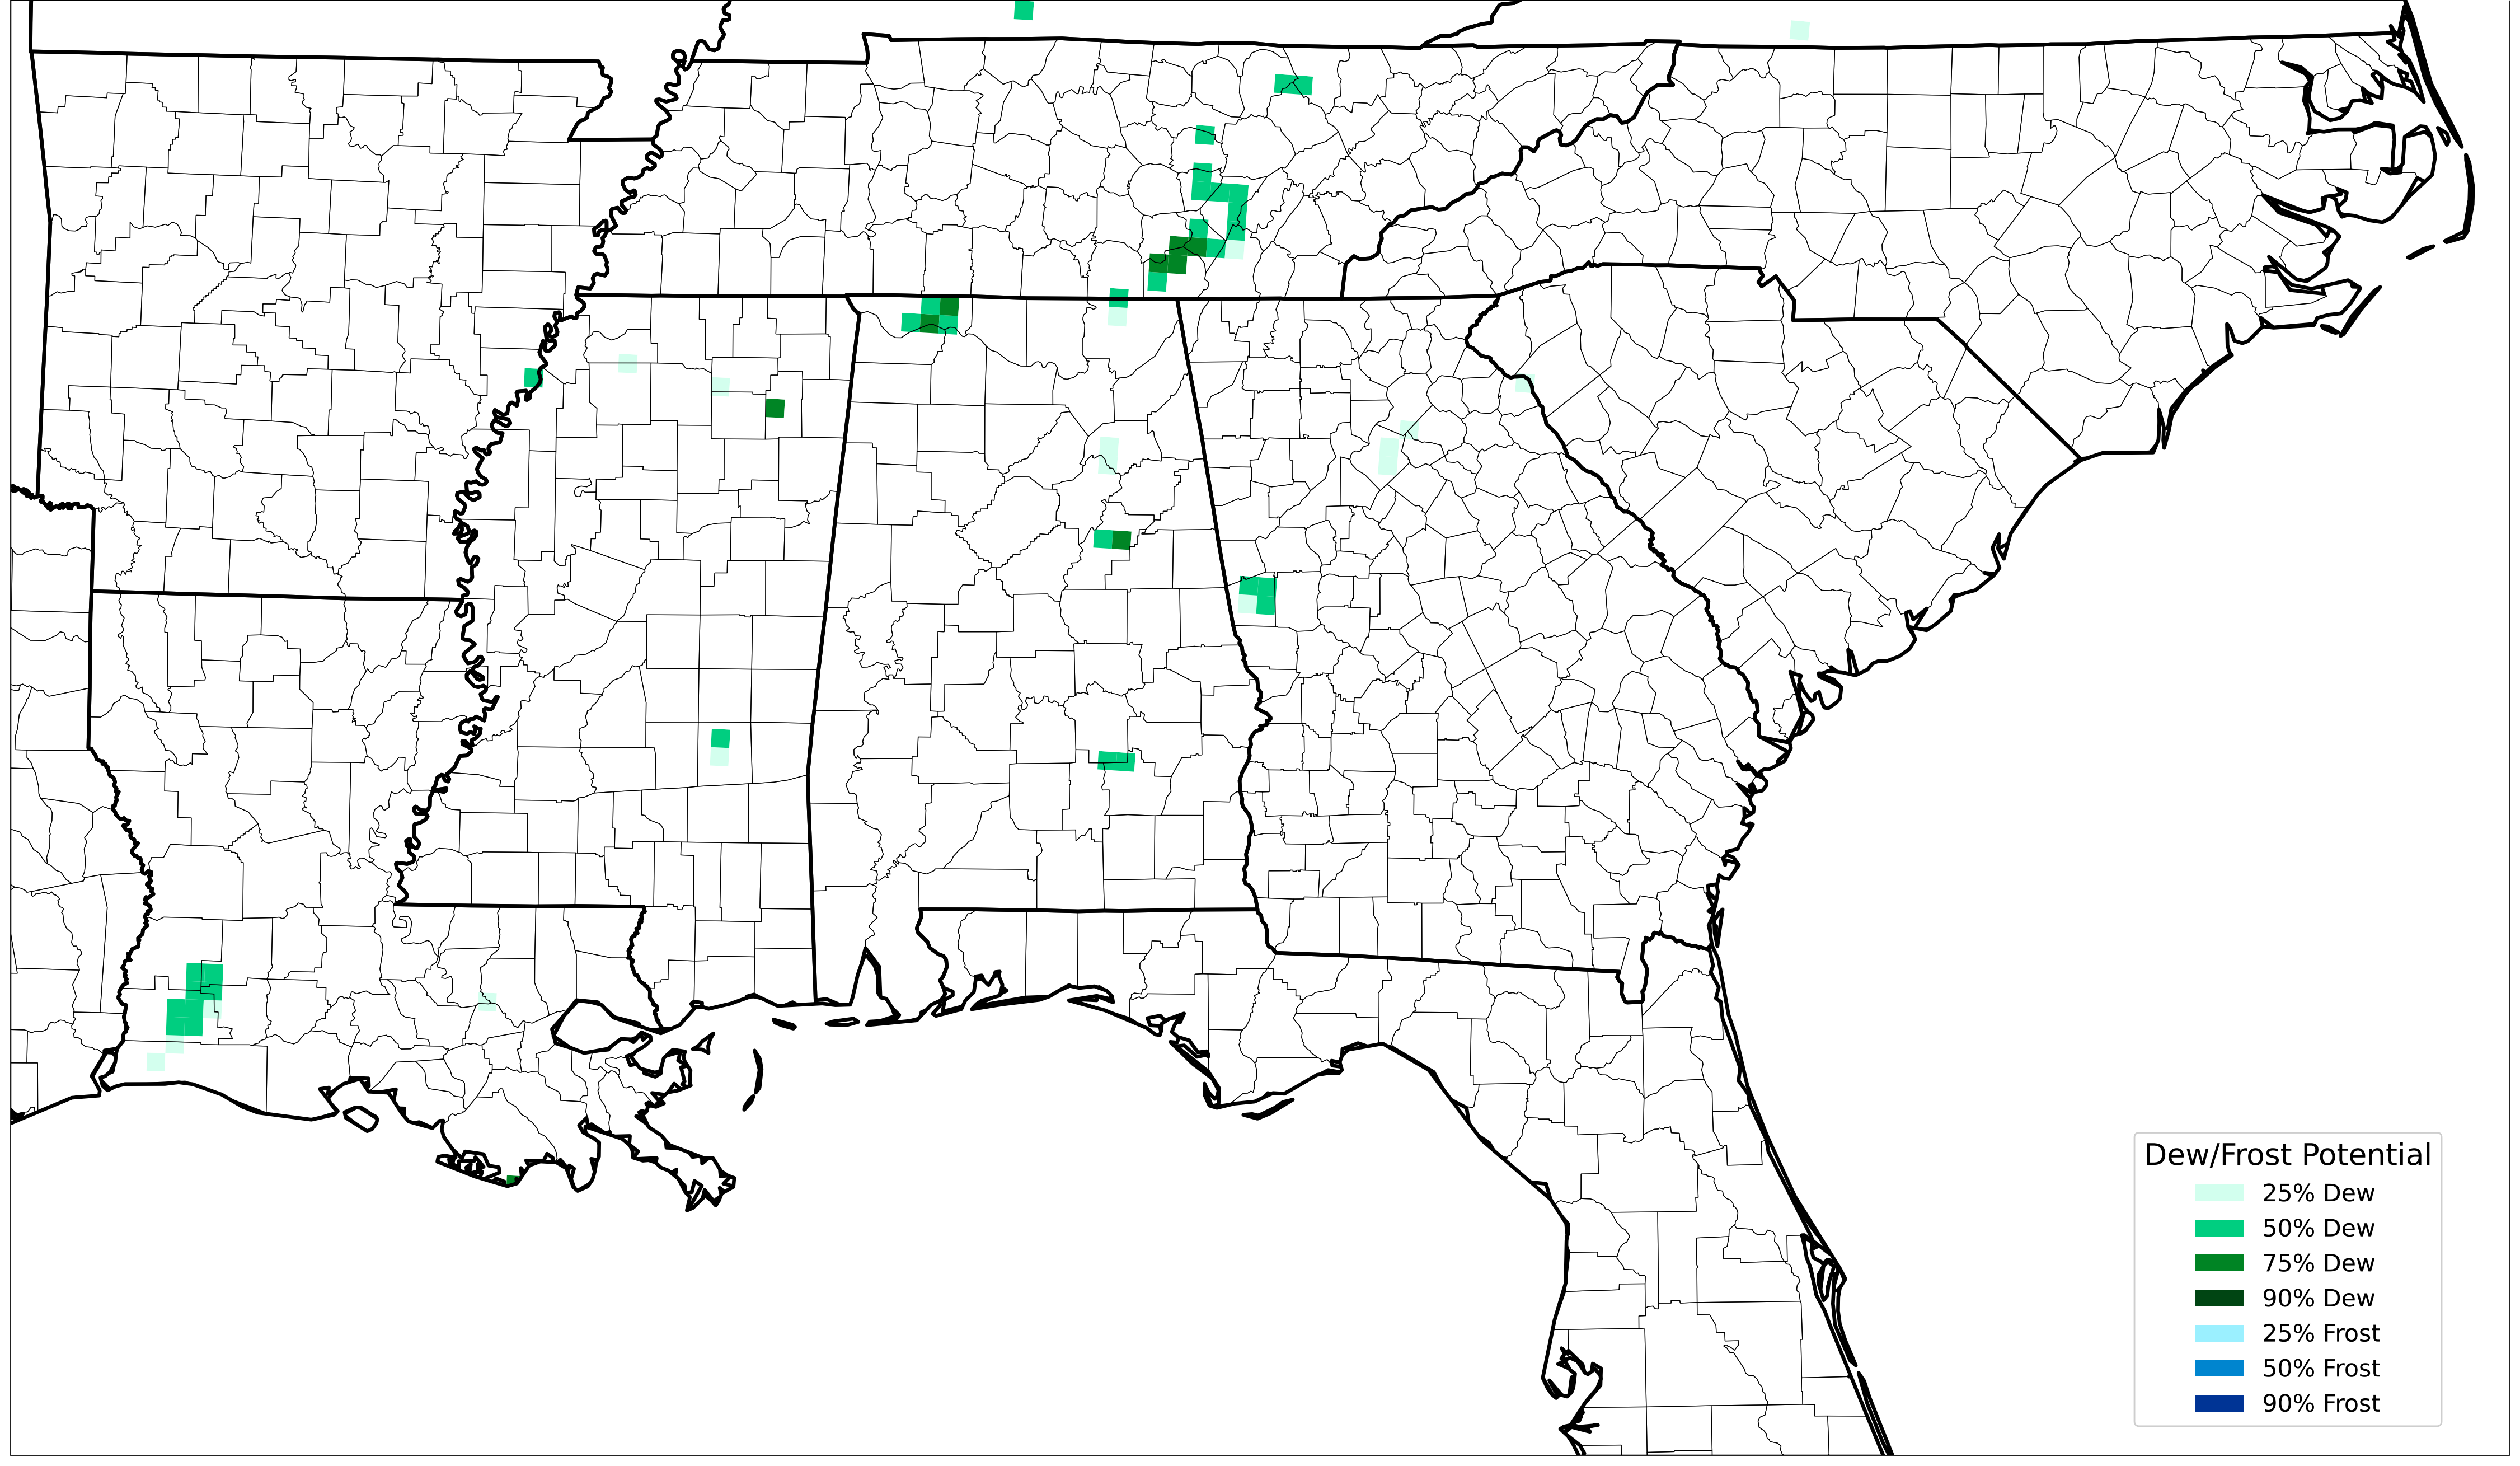 Dew/Frost Potential
25% Dew
50% Dew
75% Dew
90% Dew
25% Frost
50% Frost
90% Frost